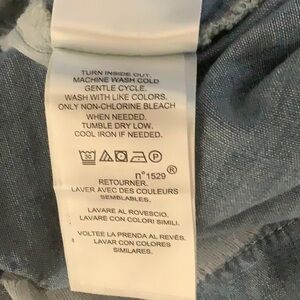 TURN INSIDE OUT.
MACHINE WASH COLD
GENTLE CYCLE.
WASH WITH LIKE COLORS.
ONLY NON-CHLORINE BLEACH
WHEN NEEDED.
TUMBLE DRY LOW.
COOL IRON IF NEEDED.
30 P
n°1529®
RETOURNER.
LAVER AVEC DES COULEURS
SEMBLABLES.
LAVARE AL ROVESCIO.
LAVARE CON COLORI SIMILI.
VOLTEE LA PRENDA AL REVÉS.
LAVAR CON COLORES
SIMILARES.